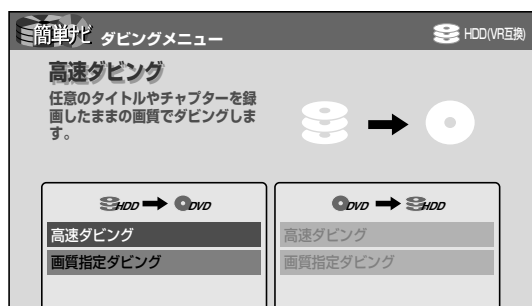 簡単ナビ ダビングメニュー
HDD(VR互換)
高速ダビング
任意のタイトルやチャプターを録
画したままの画質でダビングしま
す。
HDD ➡ DVD
DVD ➡ HDD
高速ダビング
画質指定ダビング
高速ダビング
画質指定ダビング